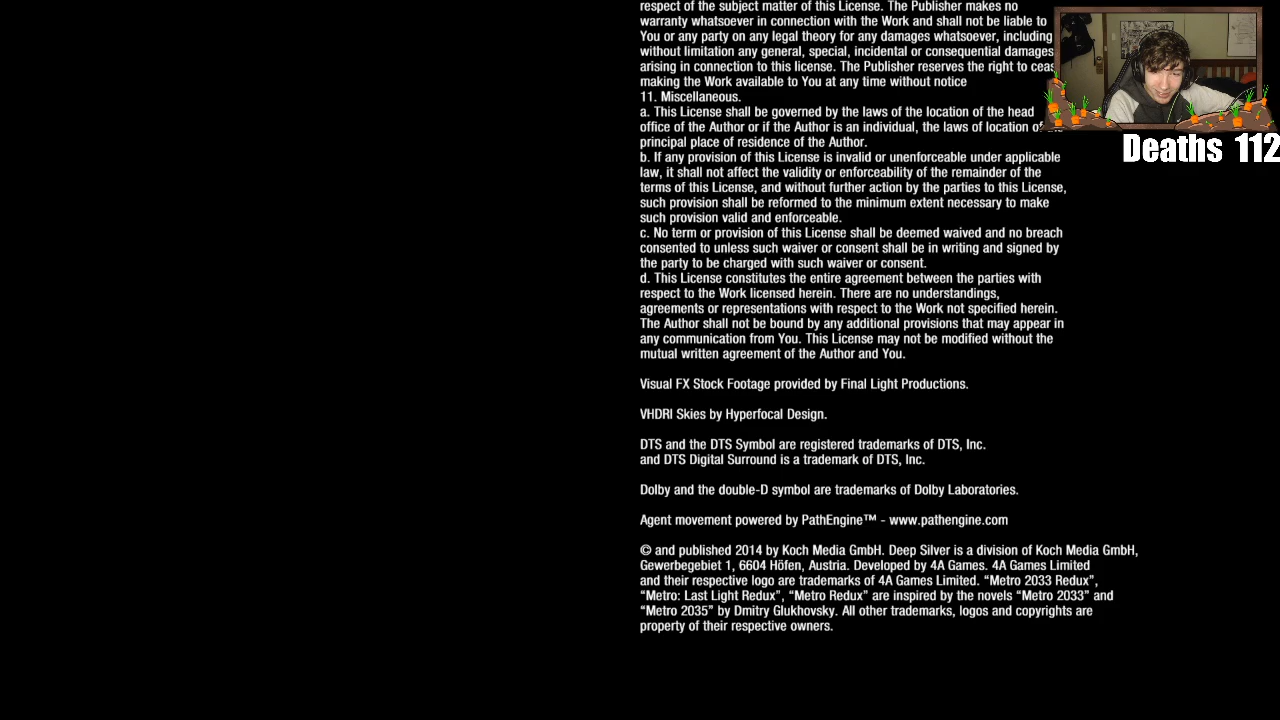 respect of the subject matter of this License. The Publisher makes no
warranty whatsoever in connection with the Work and shall not be liable to
You or any party on any legal theory for any damages whatsoever, including
without limitation any general, special, incidental or consequential damages
arising in connection to this license. The Publisher reserves the right to
making the Work available to You at any time without notice
11. Miscellaneous.
a. This License shall be governed by the laws of the location of the head
office of the Author or if the Author is an individual, the laws of location
principal place of residence of the Author.
b. If any provision of this License is invalid or unenforceable under applicable
law, it shall not affect the validity or enforceability of the remainder of the
terms of this License, and without further action by the parties to this License,
such provision shall be reformed to the minimum extent necessary to make
such provision valid and enforceable.
c. No term or provision of this License shall be deemed waived and no breach
consented to unless such waiver or consent shall be in writing and signed by
the party to be charged with such waiver or consent.
d. This License constitutes the entire agreement between the parties with
respect to the Work licensed herein. There are no understandings,
agreements or representations with respect to the Work not specified herein.
The Author shall not be bound by any additional provisions that may appear in
any communication from You. This License may not be modified without the
mutual written agreement of the Author and You.
Visual FX Stock Footage provided by Final Light Productions.
VHDRI Skies by Hyperfocal Design.
DTS and the DTS Symbol are registered trademarks of DTS, Inc.
and DTS Digital Surround is a trademark of DTS, Inc.
Dolby and the double-D symbol are trademarks of Dolby Laboratories.
Agent movement powered by PathEngine™ - www.pathengine.com
© and published 2014 by Koch Media GmbH. Deep Silver is a division of Koch Media GmbH,
Gewerbegebiet 1, 6604 Höfen, Austria. Developed by 4A Games. 4A Games Limited
and their respective logo are trademarks of 4A Games Limited. “Metro 2033 Redux”,
“Metro: Last Light Redux”, “Metro Redux” are inspired by the novels “Metro 2033” and
“Metro 2035” by Dmitry Glukhovsky. All other trademarks, logos and copyrights are
property of their respective owners.
Deaths 112